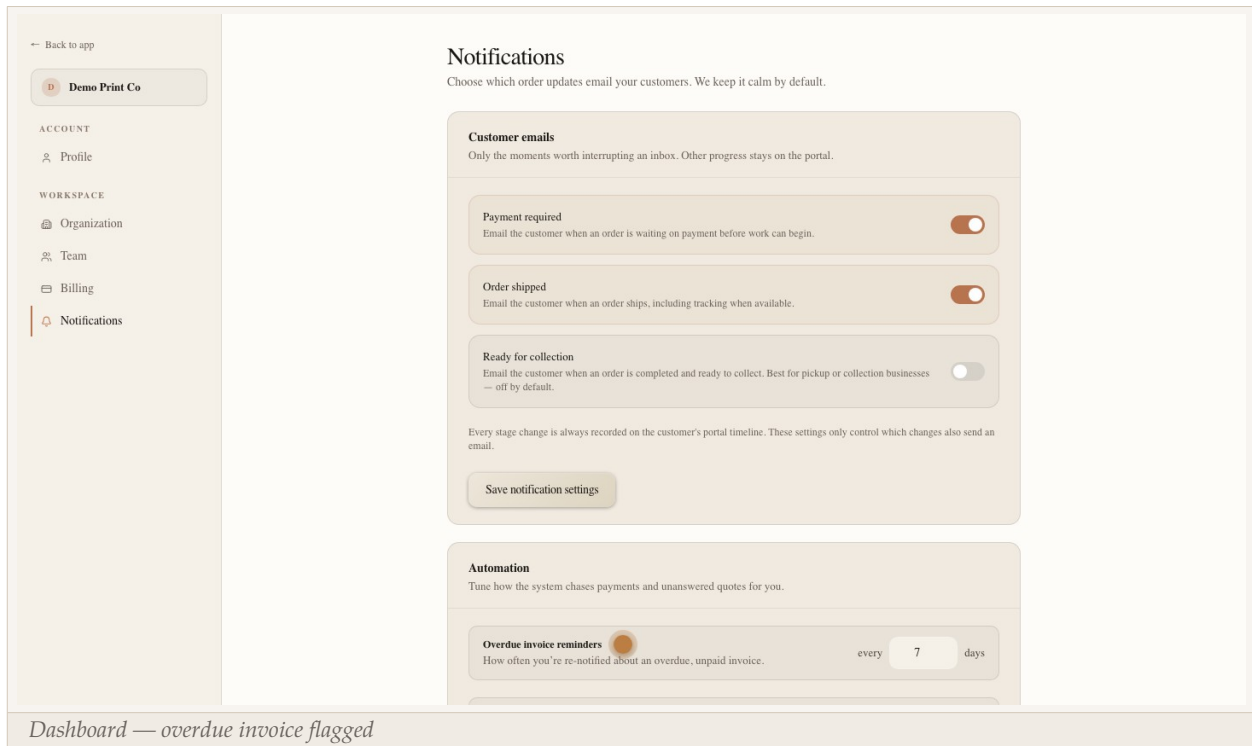 ← Back to app
D Demo Print Co
ACCOUNT
Profile
WORKSPACE
Organization
Team
Billing
Notifications
Notifications
Choose which order updates email your customers. We keep it calm by default.
Customer emails
Only the moments worth interrupting an inbox. Other progress stays on the portal.
Payment required
Email the customer when an order is waiting on payment before work can begin.
Order shipped
Email the customer when an order ships, including tracking when available.
Ready for collection
Email the customer when an order is completed and ready to collect. Best for pickup or collection businesses
— off by default.
Every stage change is always recorded on the customer's portal timeline. These settings only control which changes also send an
email.
Save notification settings
Automation
Tune how the system chases payments and unanswered quotes for you.
Overdue invoice reminders
How often you're re-notified about an overdue, unpaid invoice.
every 7 days
Dashboard — overdue invoice flagged